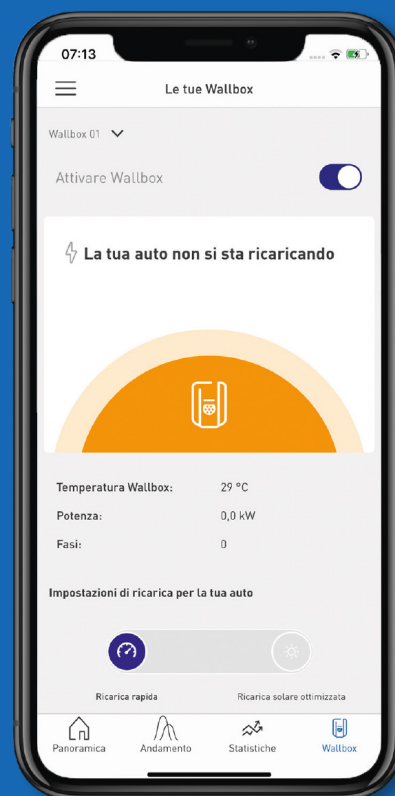 07:13
Le tue Wallbox
Wallbox 01
Attivare Wallbox
La tua auto non si sta ricaricando
Temperatura Wallbox: 29 °C
Potenza: 0,0 kW
Fasi: 0
Impostazioni di ricarica per la tua auto
Ricarica rapida Ricarica solare ottimizzata
Panoramica Andamento Statistiche Wallbox